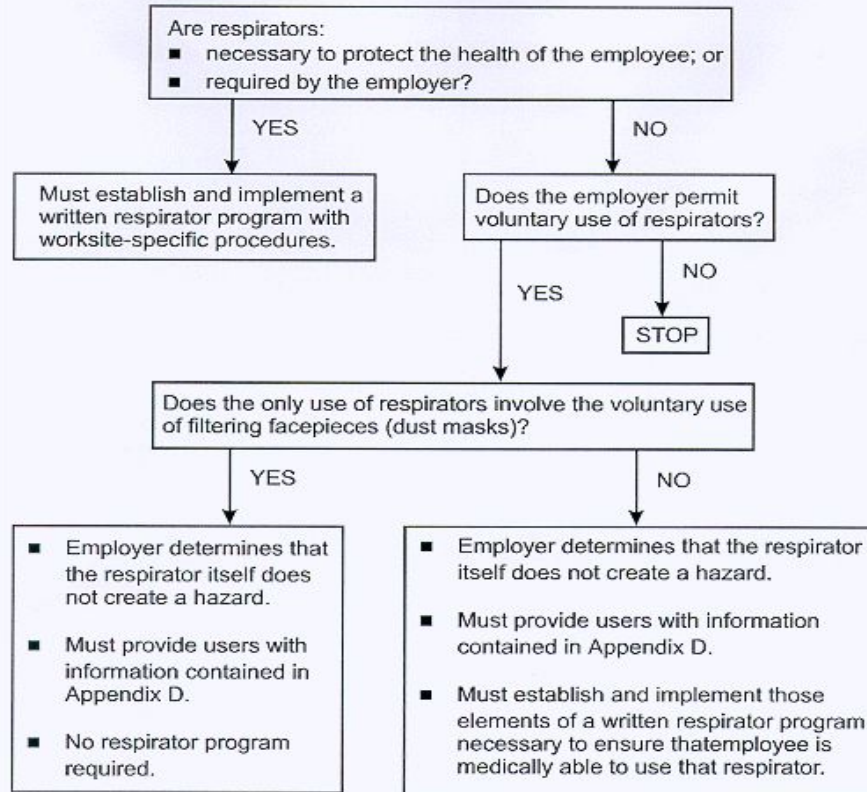 Are respirators:
■ necessary to protect the health of the employee; or
■ required by the employer?
YES
NO
Must establish and implement a
written respirator program with
worksite-specific procedures.
Does the employer permit
voluntary use of respirators?
YES
NO
STOP
Does the only use of respirators involve the voluntary use
of filtering facepieces (dust masks)?
YES
NO
■ Employer determines that
the respirator itself does
not create a hazard.
■ Must provide users with
information contained in
Appendix D.
■ No respirator program
required.
■ Employer determines that the respirator
itself does not create a hazard.
■ Must provide users with information
contained in Appendix D.
■ Must establish and implement those
elements of a written respirator program
necessary to ensure thatemployee is
medically able to use that respirator.